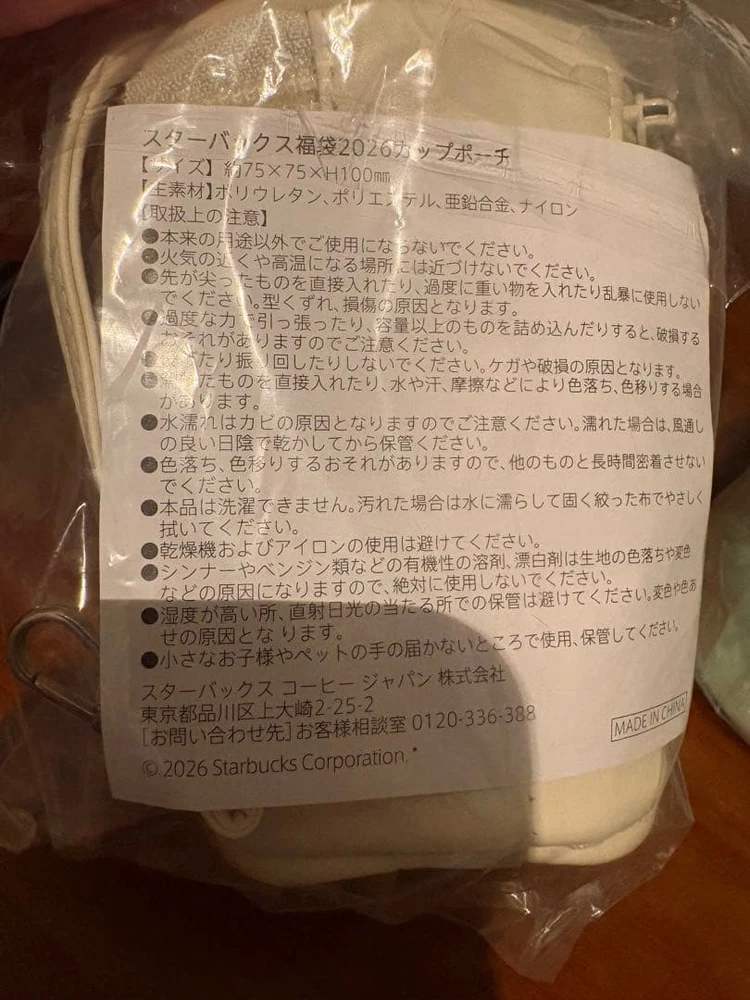 スターバックス福袋2026カップポーチ
【サイズ】約75×75×H100㎜
【主素材】ポリウレタン、ポリエステル、亜鉛合金、ナイロン
【取扱上の注意】
●本来の用途以外でご使用にならないでください。
●火気の近くや高温になる場所には近づけないでください。
●先が尖ったものを直接入れたり、過度に重い物を入れたり乱暴に使用しない
でください。型くずれ、損傷の原因となります。
●過度な力で引っ張ったり、容量以上のものを詰め込んだりすると、破損する
おそれがありますのでご注意ください。
●たり振り回したりしないでください。ケガや破損の原因となります。
●濡れたものを直接入れたり、水や汗、摩擦などにより色落ち、色移りする場合
があります。
●水濡れはカビの原因となりますのでご注意ください。濡れた場合は、風通し
の良い日陰で乾かしてから保管ください。
●色落ち、色移りするおそれがありますので、他のものと長時間密着させない
でください。
●本品は洗濯できません。汚れた場合は水に濡らして固く絞った布でやさしく
拭いてください。
●乾燥機およびアイロンの使用は避けてください。
●シンナーやベンジン類などの有機性の溶剤、漂白剤は生地の色落ちや変色
などの原因になりますので、絶対に使用しないでください。
●湿度が高い所、直射日光の当たる所での保管は避けてください。変色や色あ
せの原因となります。
●小さなお子様やペットの手の届かないところで使用、保管してください。
スターバックス コーヒー ジャパン 株式会社
東京都品川区上大崎2-25-2
[お問い合わせ先]お客様相談室 0120-336-388
MADE IN CHINA
© 2026 Starbucks Corporation.